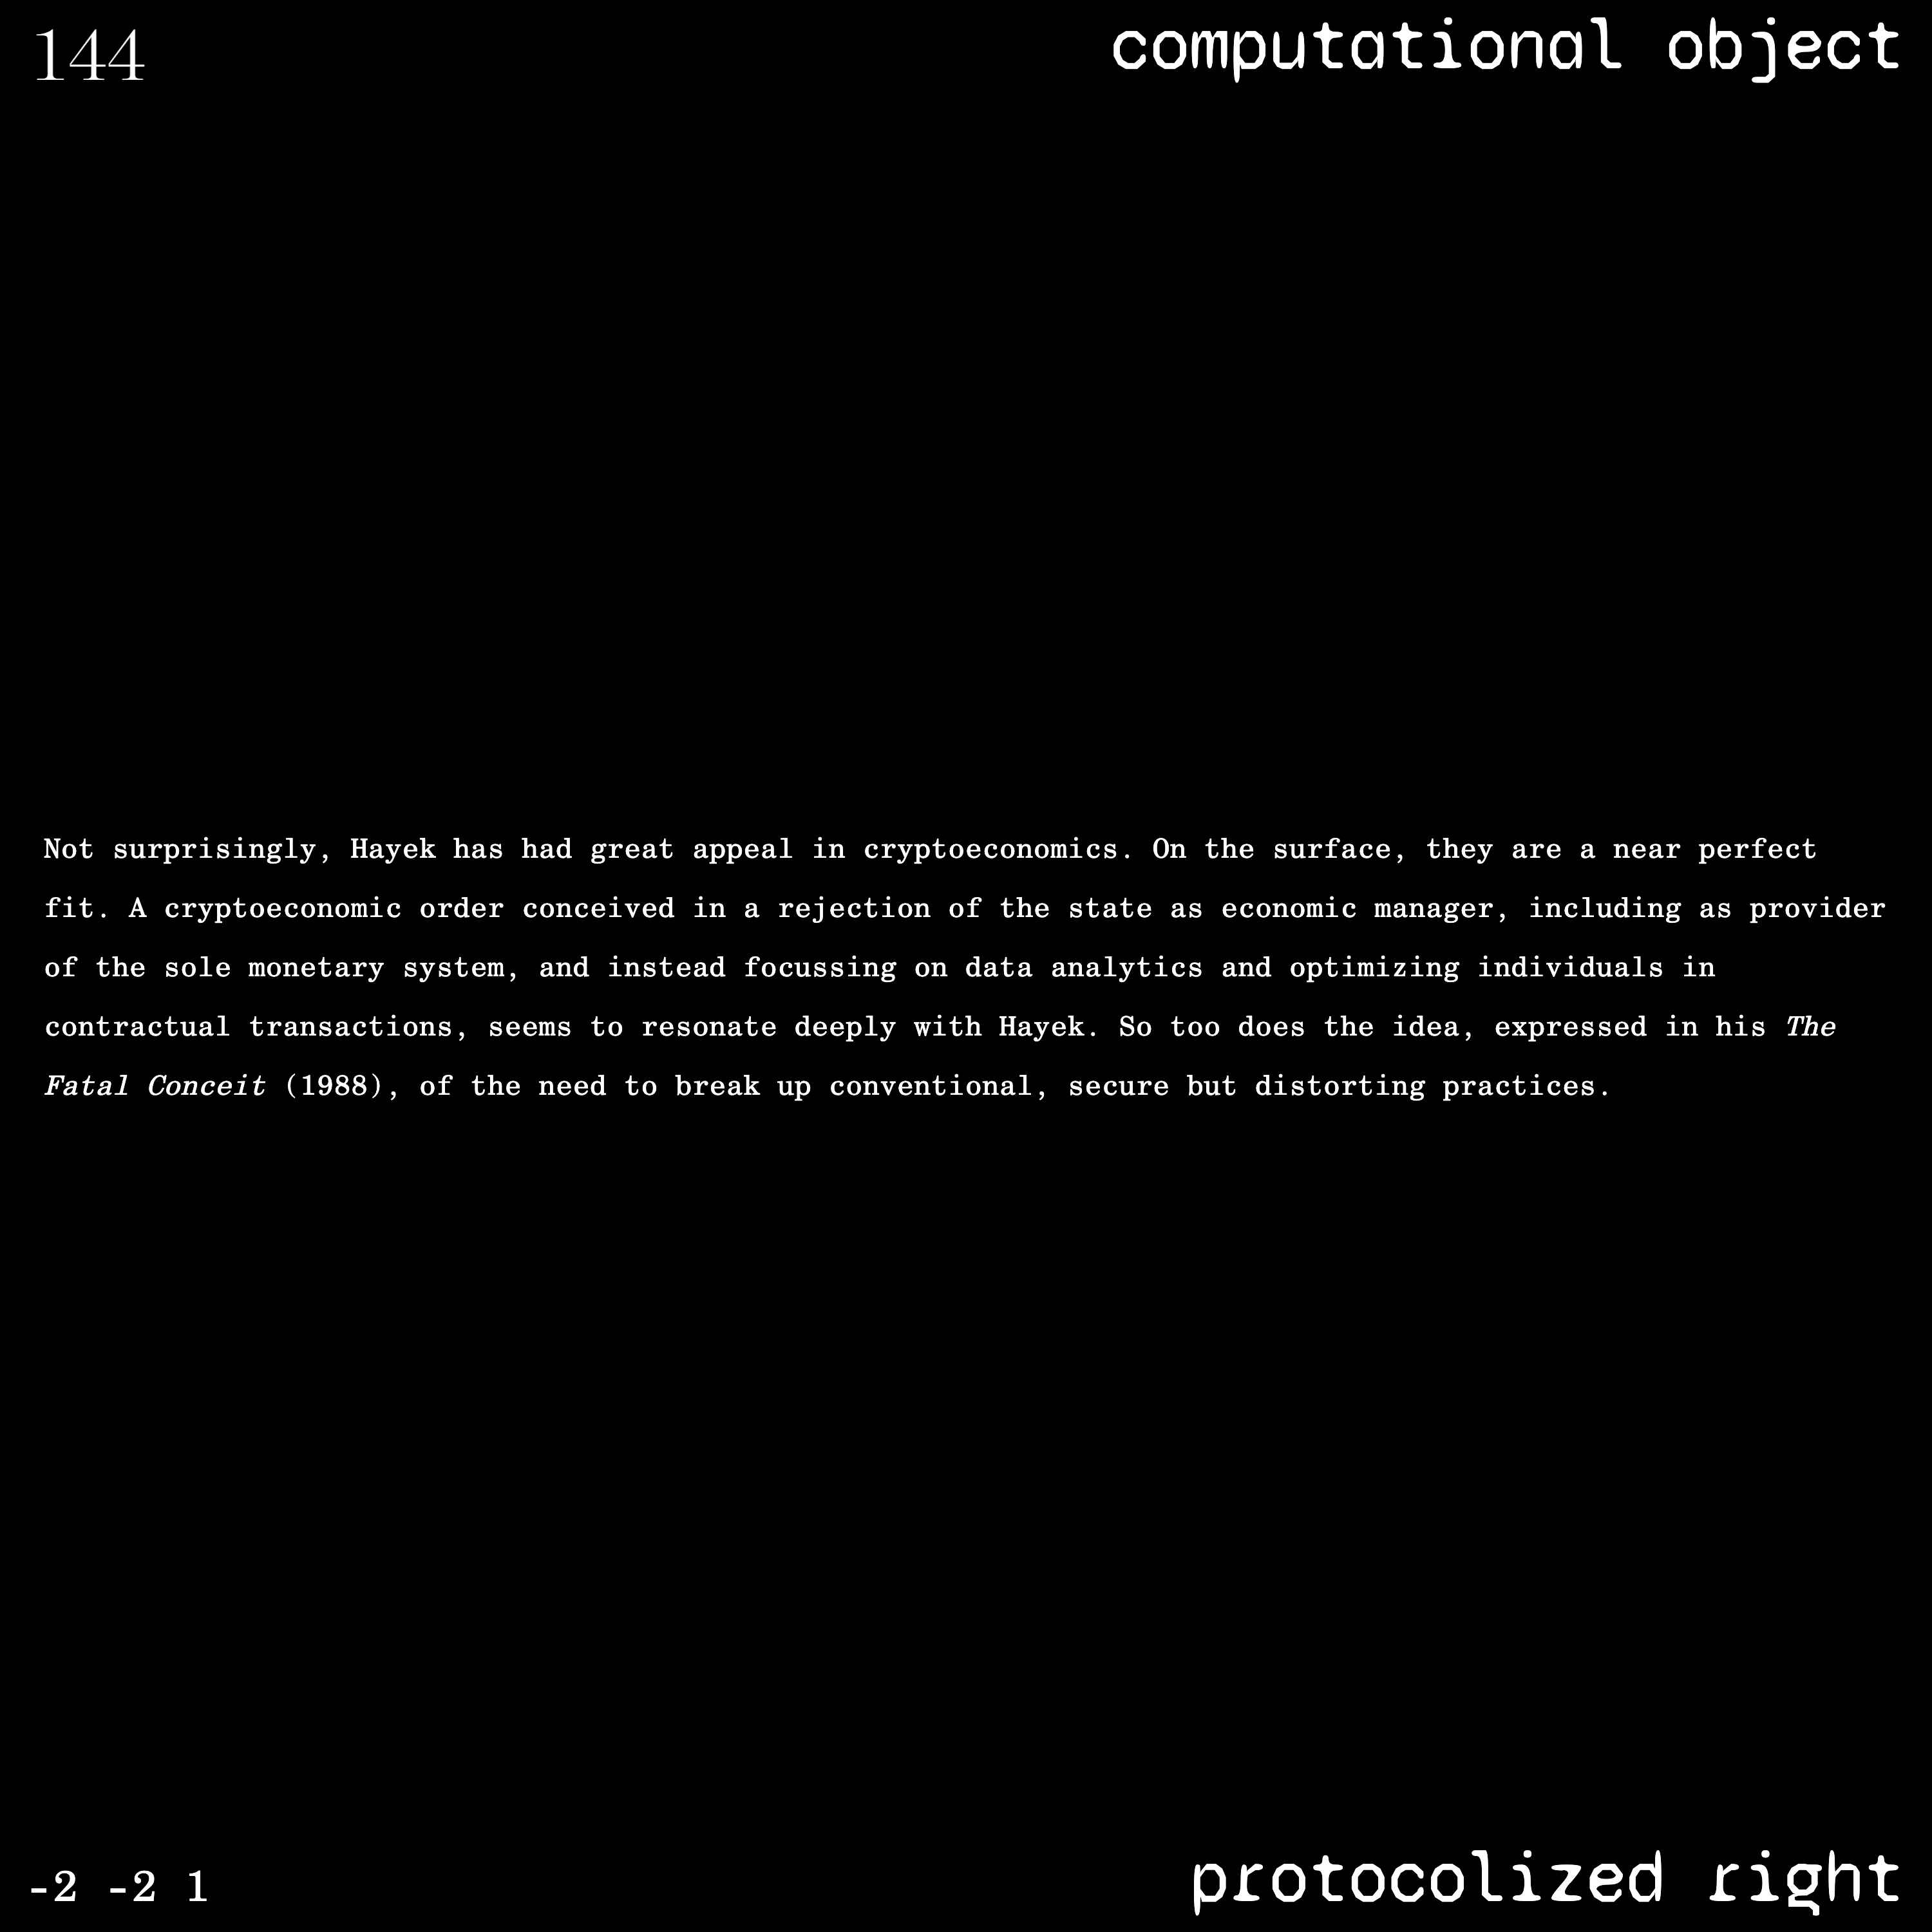 144
computational object
Not surprisingly, Hayek has had great appeal in cryptoeconomics. On the surface, they are a near perfect
fit. A cryptoeconomic order conceived in a rejection of the state as economic manager, including as provider
of the sole monetary system, and instead focussing on data analytics and optimizing individuals in
contractual transactions, seems to resonate deeply with Hayek. So too does the idea, expressed in his The
Fatal Conceit (1988), of the need to break up conventional, secure but distorting practices.
-2 -2 1
protocolized right